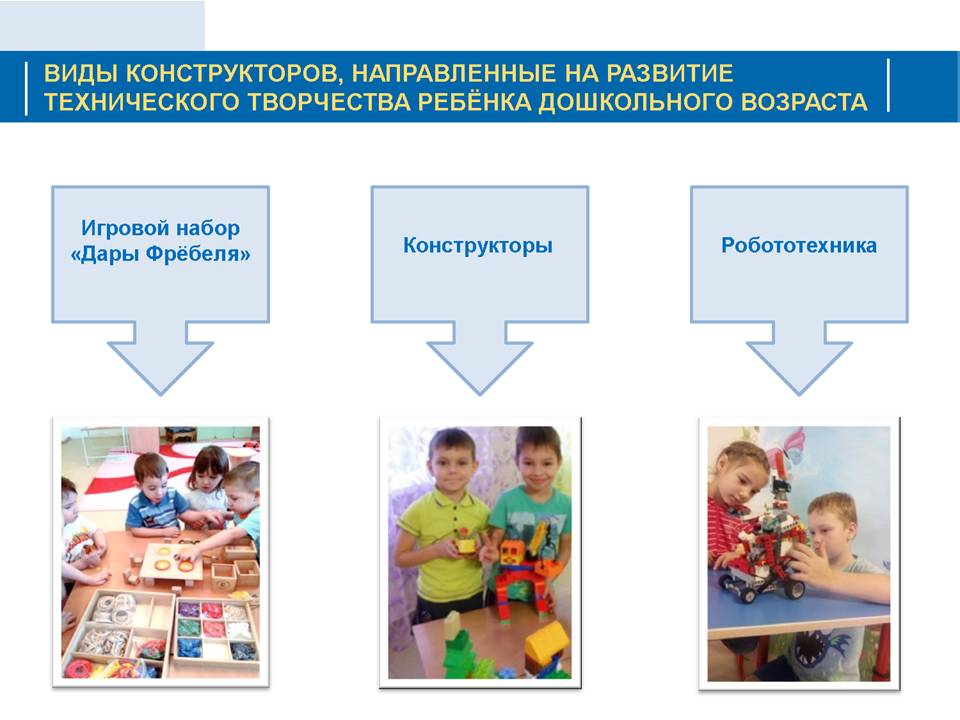 ВИДЫ КОНСТРУКТОРОВ, НАПРАВЛЕННЫЕ НА РАЗВИТИЕ
ТЕХНИЧЕСКОГО ТВОРЧЕСТВА РЕБЁНКА ДОШКОЛЬНОГО ВОЗРАСТА
Игровой набор
«Дары Фрёбеля»
Конструкторы
Робототехника